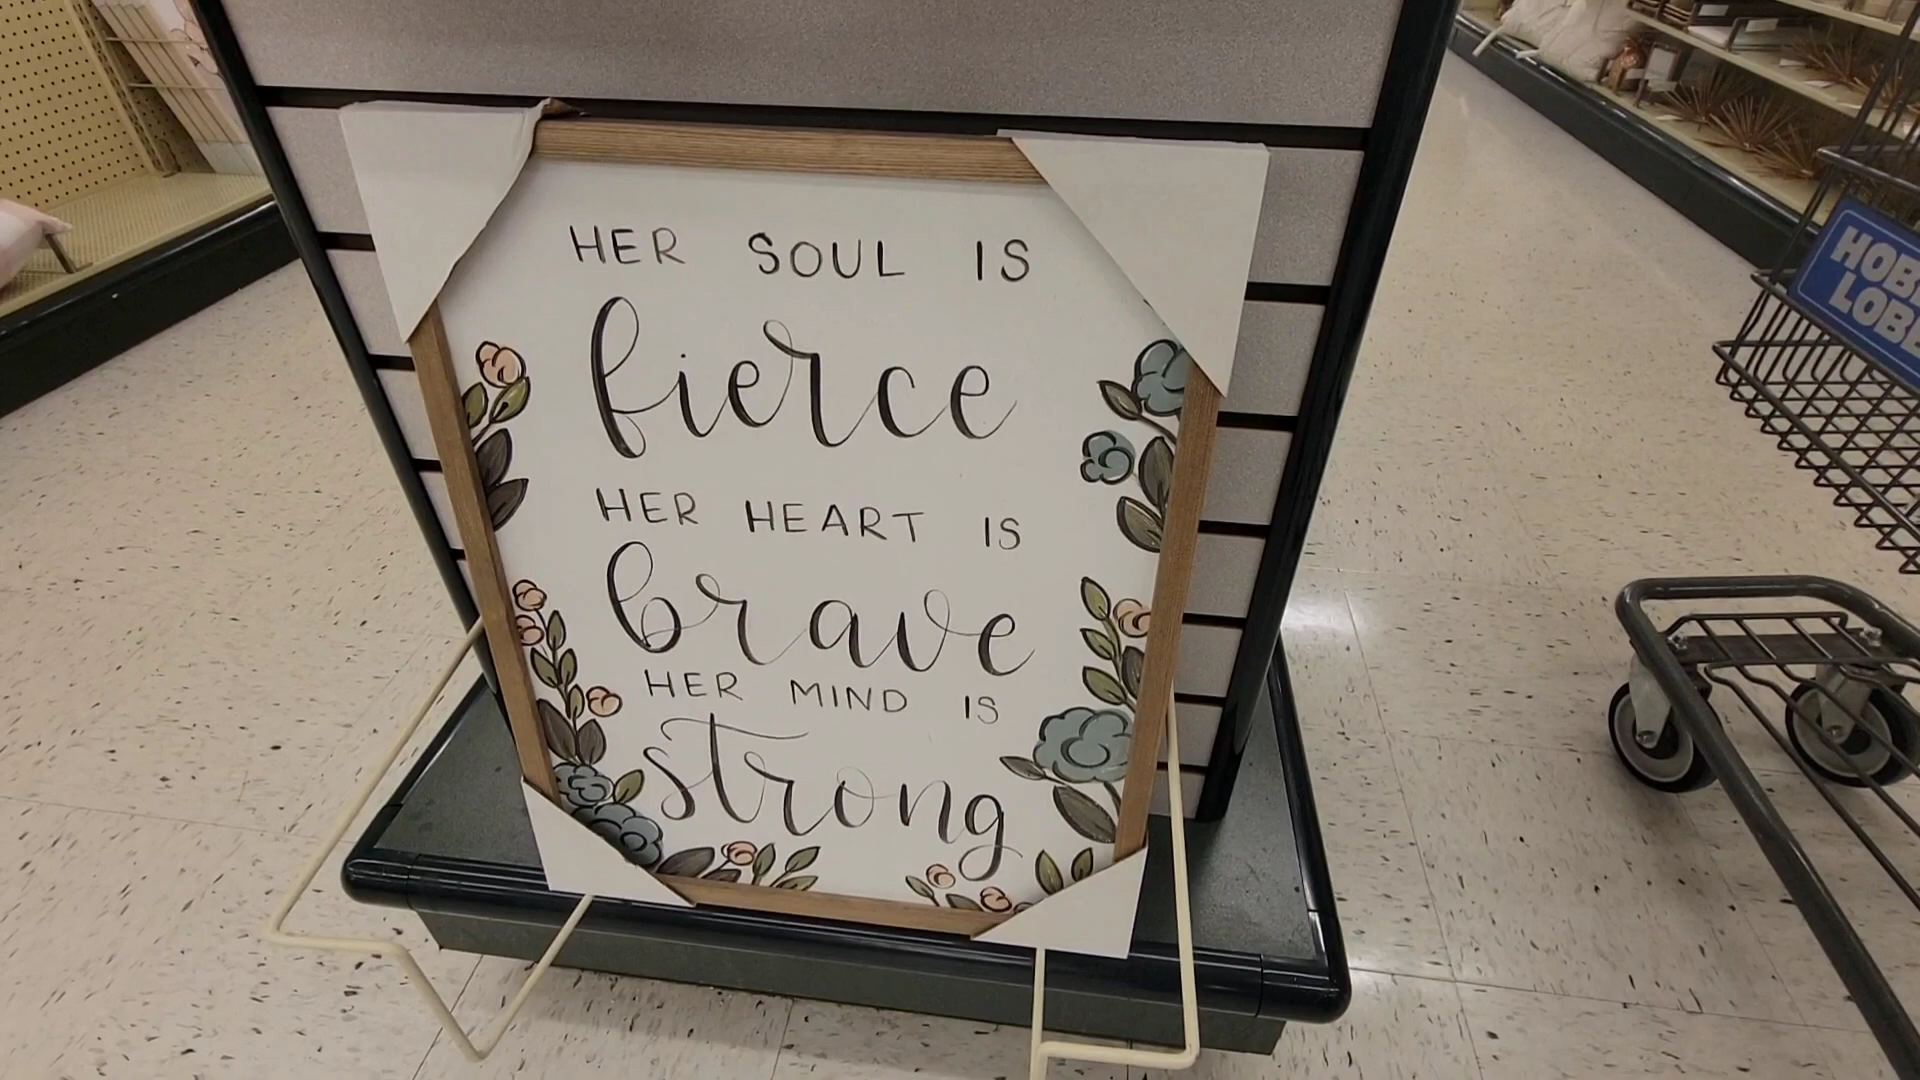 HER SOUL IS
fierce
HER HEART IS
brave
HER MIND IS
strong